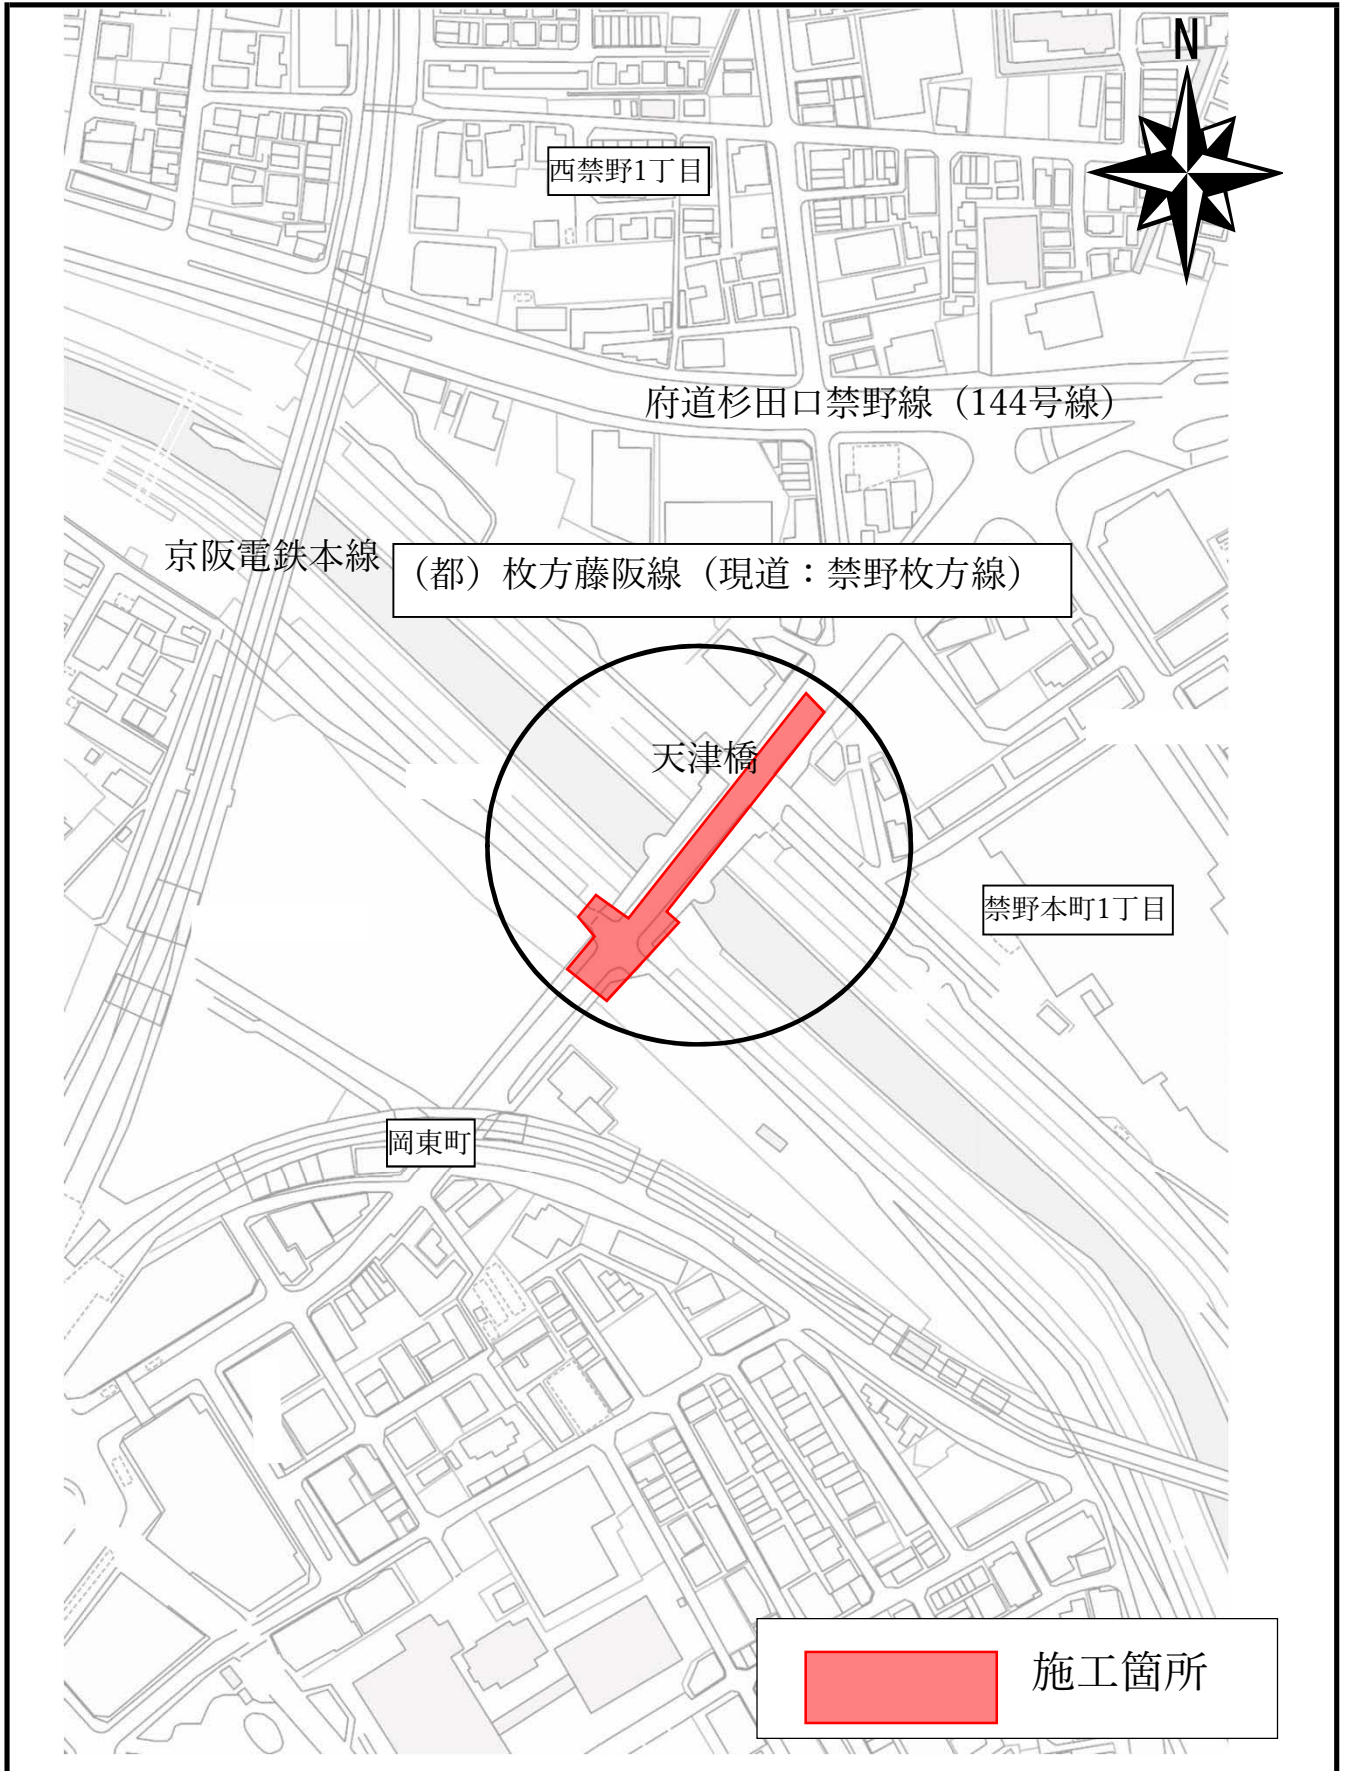 N
西禁野1丁目
府道杉田口禁野線（144号線）
京阪電鉄本線
（都）枚方藤阪線（現道：禁野枚方線）
天津橋
禁野本町1丁目
岡東町
施工箇所